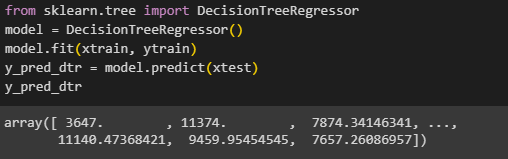 from sklearn.tree import DecisionTreeRegressor
model = DecisionTreeRegressor()
model.fit(xtrain, ytrain)
y_pred_dtr = model.predict(xtest)
y_pred_dtr
array([ 3647.        , 11374.        ,  7874.34146341, ...,
       11140.47368421,  9459.95454545,  7657.26086957])